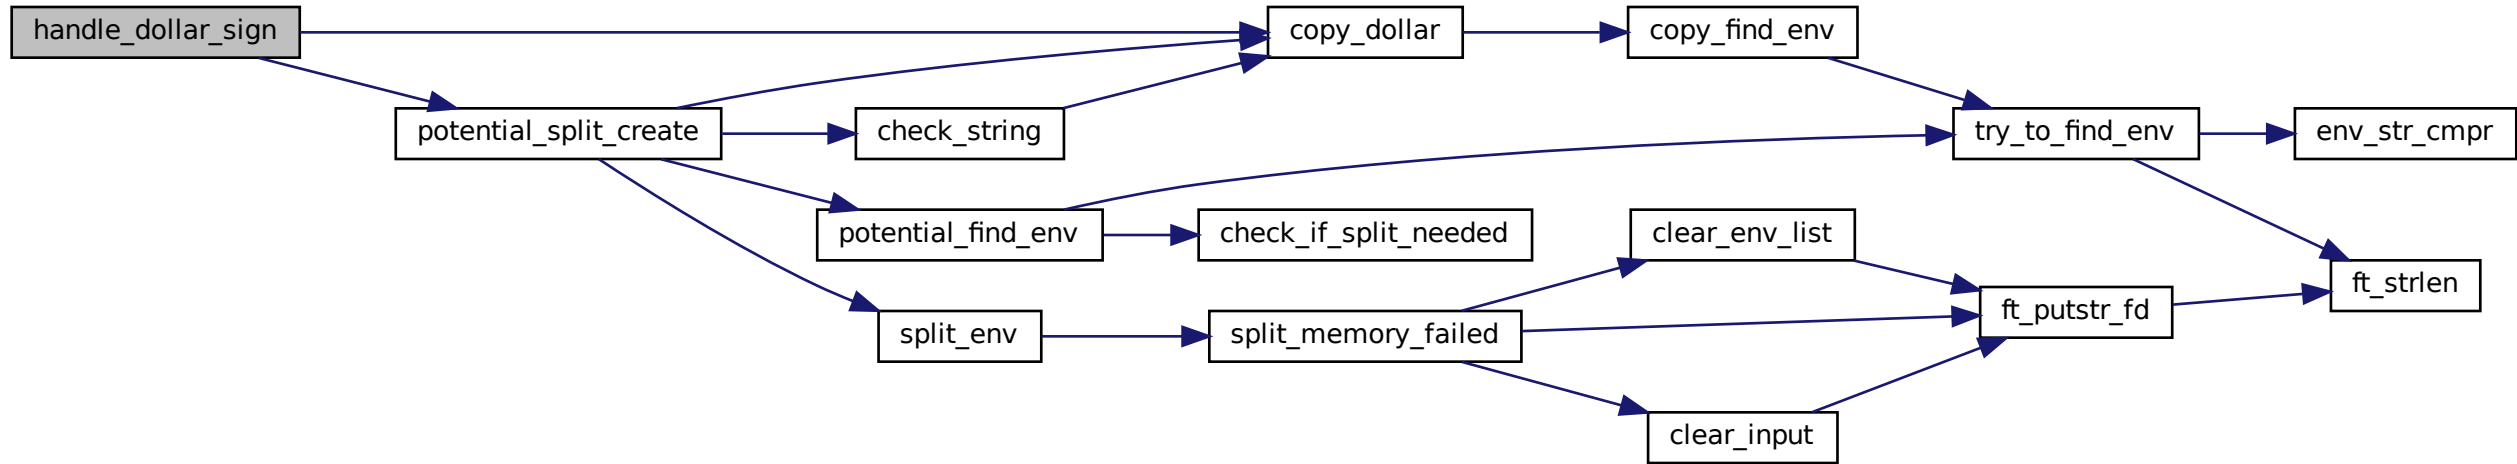 handle_dollar_sign
copy_dollar
copy_find_env
potential_split_create
check_string
try_to_find_env
env_str_cmpr
potential_find_env
check_if_split_needed
clear_env_list
ft_strlen
ft_putstr_fd
split_env
split_memory_failed
clear_input